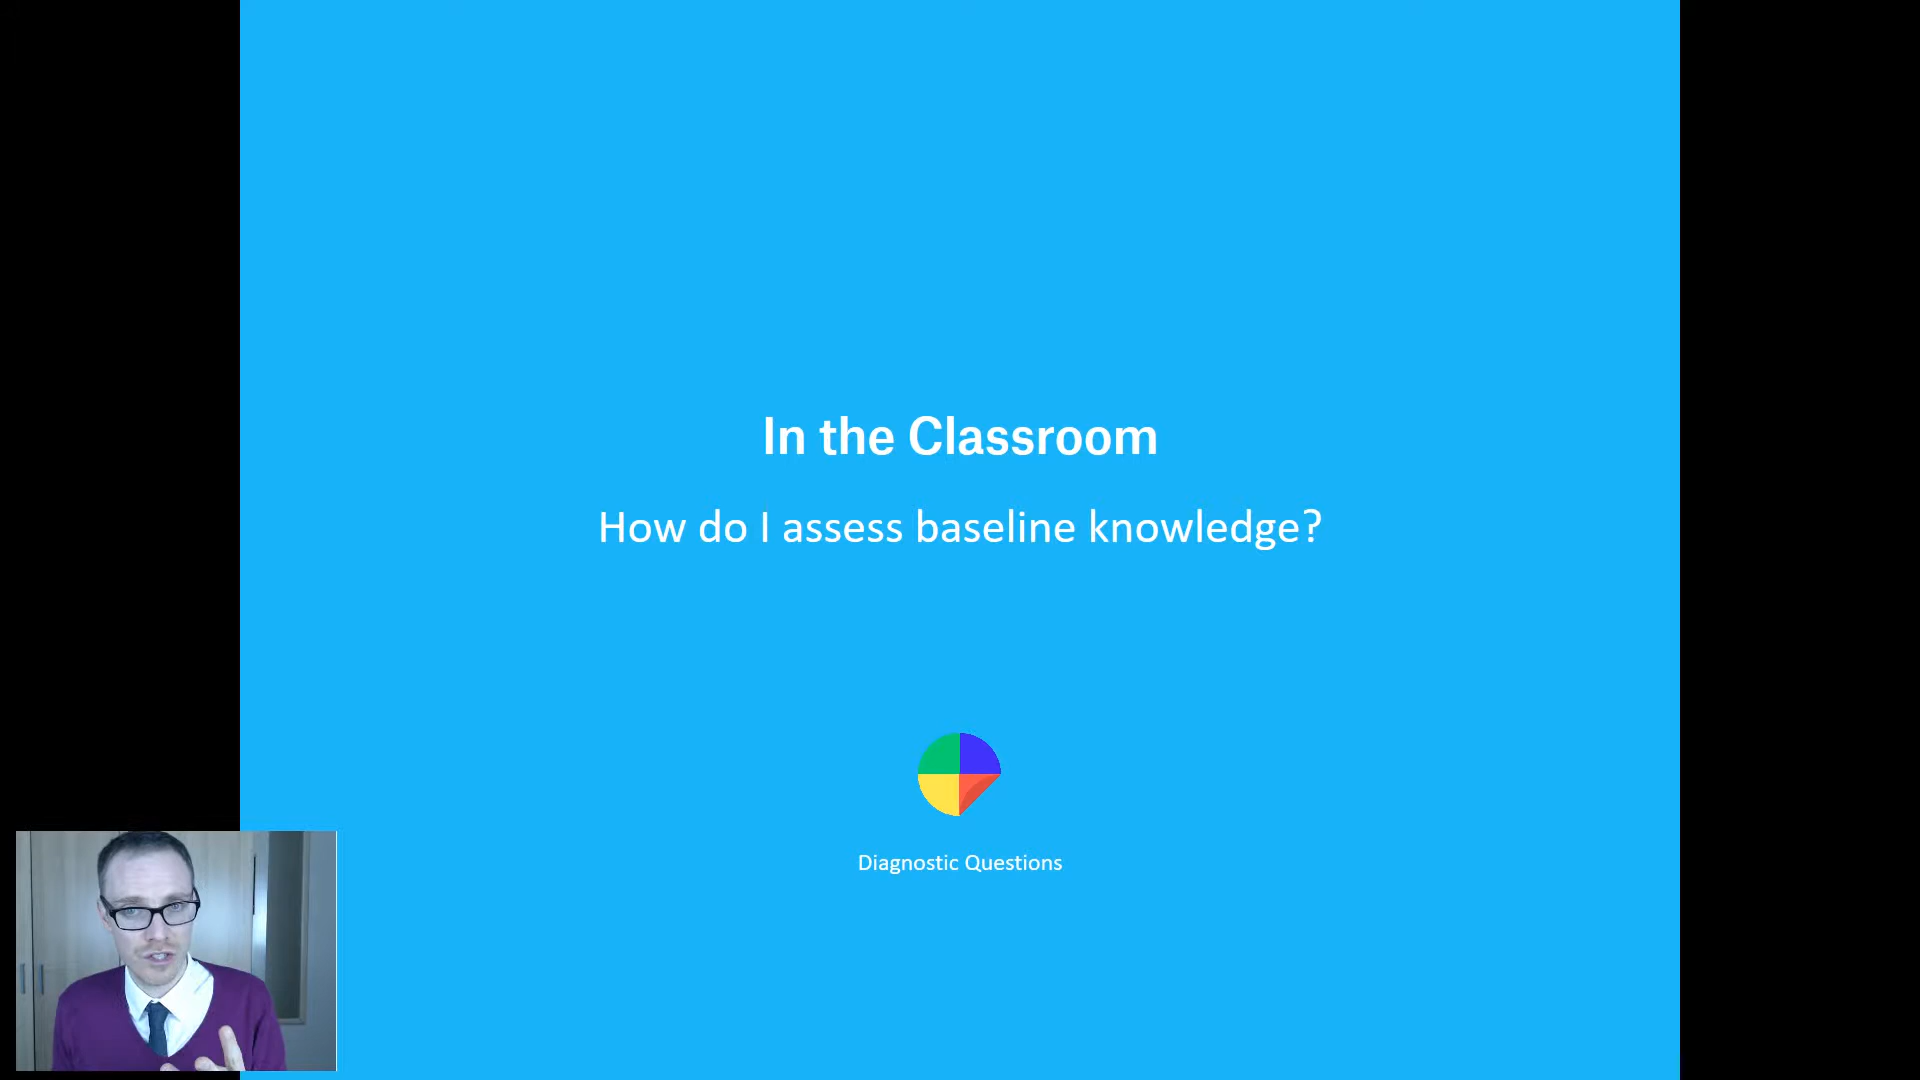 In the Classroom
How do I assess baseline knowledge?
Diagnostic Questions